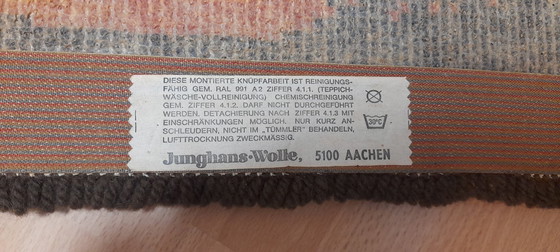 DIESE MONTIERTE KNÜPFARBEIT IST REINIGUNGS-
FÄHIG GEM. RAL 991 A2 ZIFFER 4.1.1. (TEPPICH-
WÄSCHE-VOLLREINIGUNG) CHEMISCHREINIGUNG
GEM. ZIFFER 4.1.2. DARF NICHT DURCHGEFÜHRT
WERDEN, DETACHIERUNG NACH ZIFFER 4.1.3 MIT
EINSCHRÄNKUNGEN MÖGLICH. NUR KURZ AN-
SCHLEUDERN, NICHT IM „TÜMMLER" BEHANDELN,
LUFTTROCKNUNG ZWECKMÄSSIG.
30°C
Junghans-Wolle, 5100 AACHEN